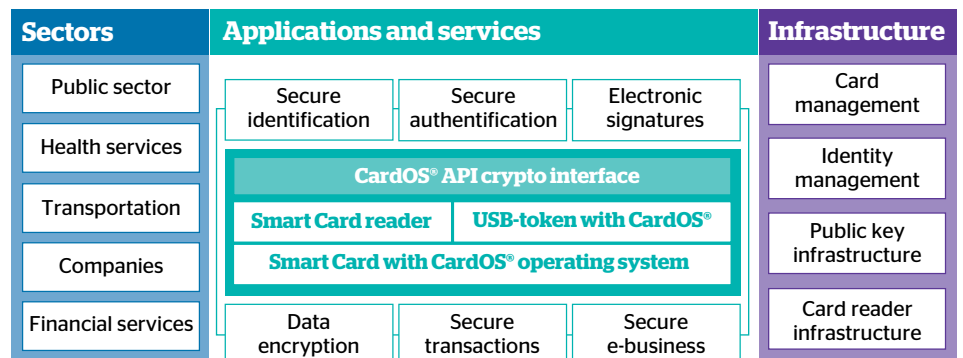 Sectors
Public sector
Health services
Transportation
Companies
Financial services
Applications and services
Secure
identification
Secure
authentification
Electronic
signatures
CardOS® API crypto interface
Smart Card reader
USB-token with CardOS®
Smart Card with CardOS® operating system
Data
encryption
Secure
transactions
Secure
e-business
Infrastructure
Card
management
Identity
management
Public key
infrastructure
Card reader
infrastructure